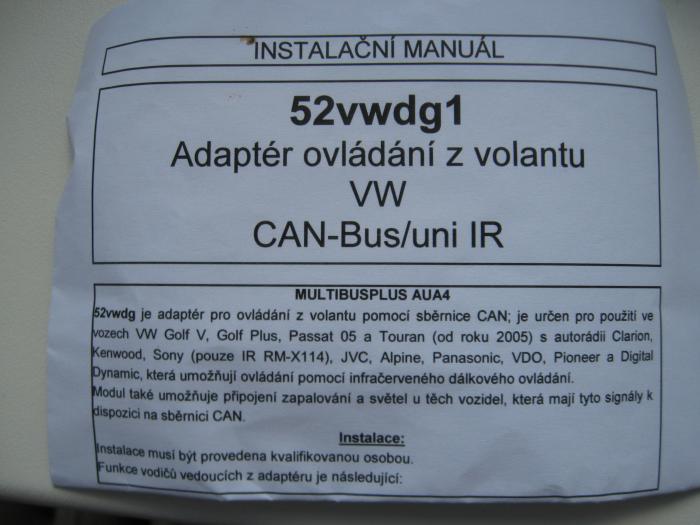 INSTALAČNÍ MANUÁL
52vwdg1
Adaptér ovládání z volantu
VW
CAN-Bus/uni IR
MULTIBUSPLUS AUA4
52vwdg je adaptér pro ovládání z volantu pomocí sběrnice CAN; je určen pro použití ve
vozech VW Golf V, Golf Plus, Passat 05 a Touran (od roku 2005) s autorádii Clarion,
Kenwood, Sony (pouze IR RM-X114), JVC, Alpine, Panasonic, VDO, Pioneer a Digital
Dynamic, která umožňují ovládání pomocí infračerveného dálkového ovládání.
Modul také umožňuje připojení zapalování a světel u těch vozidel, která mají tyto signály k
dispozici na sběrnici CAN.
Instalace:
Instalace musí být provedena kvalifikovanou osobou.
Funkce vodičů vedoucích z adaptéru je následující: